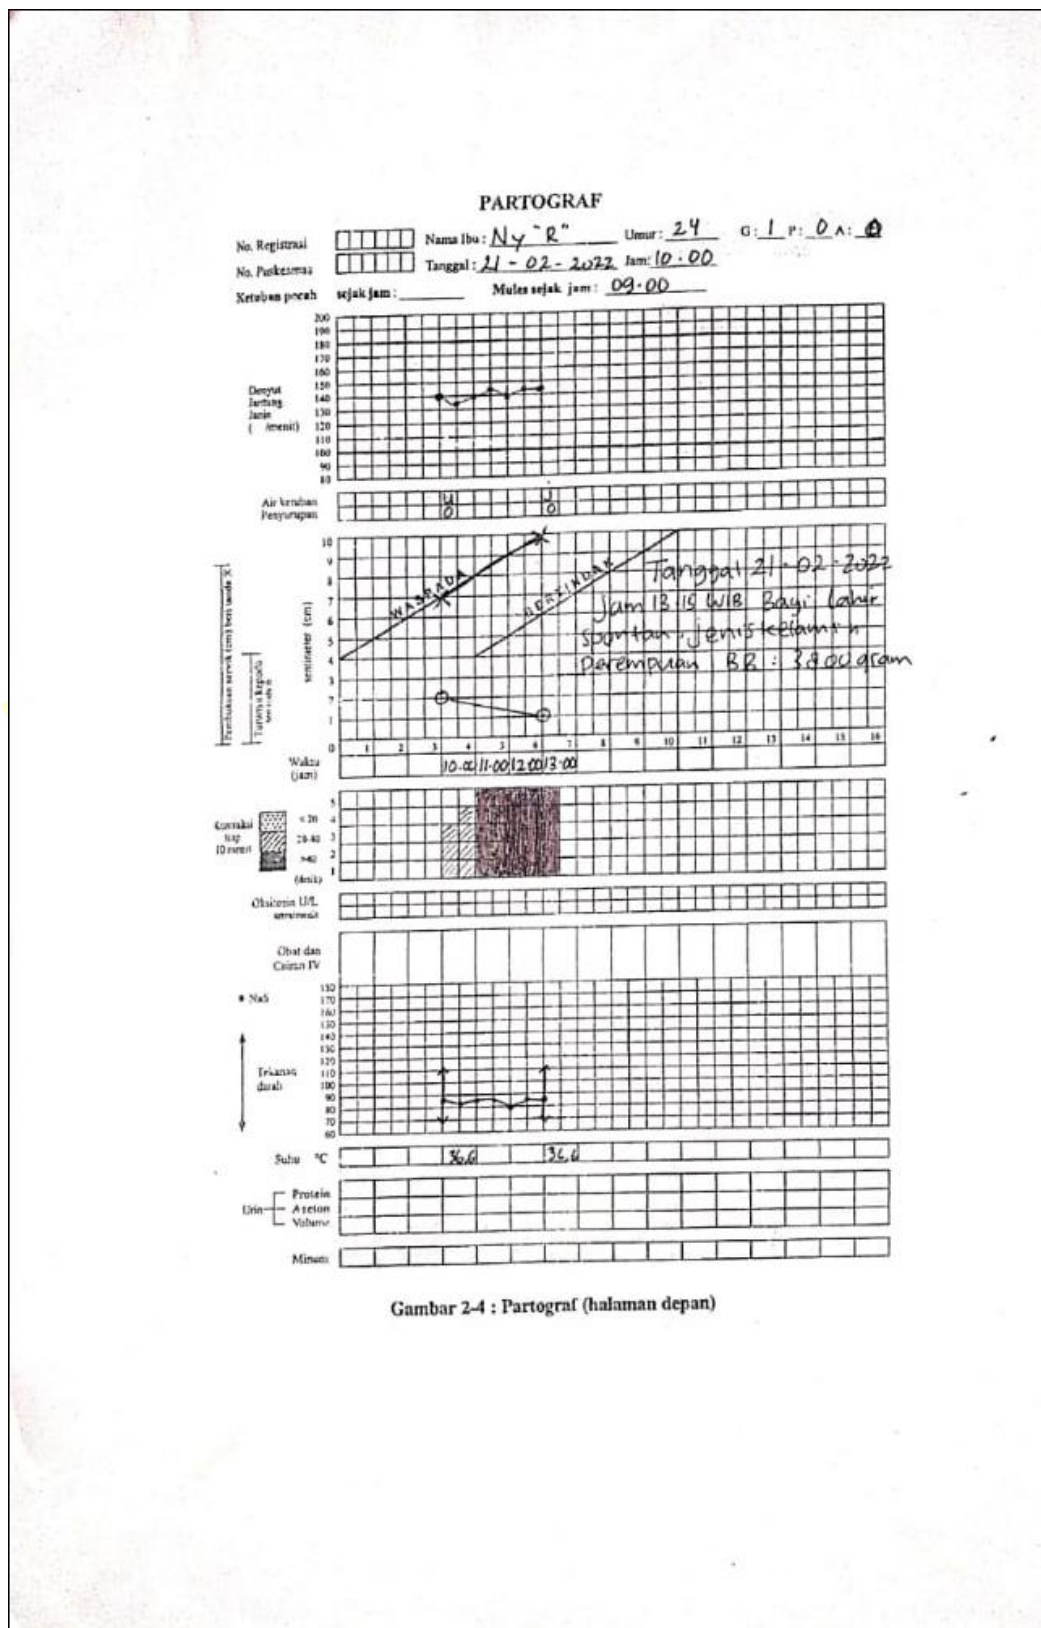 PARTOGRAF
No. Registrasi Nama Ibu : Ny "R" Umur : 24 G : 1 P : 0 A : 0
No. Puskesmas Tanggal : 21 - 02 - 2022 Jam : 10.00
Ketuban pecah sejak jam : Mules sejak jam : 09.00
Denyut
Jantung
Janin
( /menit)
200
190
180
170
160
150
140
130
120
110
100
90
80
Air ketuban U J
Penyusupan 0 0
Pembukaan serviks (cm) beri tanda X
Turunnya kepala
sentimeter (cm)
10
9
8
7
6
5
4
3
2
1
0
WASPADA
BERTINDAK
Tanggal 21-02-2022
Jam 13.15 WIB Bayi lahir
spontan, jenis kelamin
perempuan BB : 3800 gram
1 2 3 4 5 6 7 8 9 10 11 12 13 14 15 16
Waktu 10.00 11.00 12.00 13.00
(jam)
Kontraksi
tiap
10 menit
< 20
20-40
>40
(detik)
5
4
3
2
1
Oksitosin U/L
Obat dan
Cairan IV
• Nadi
Tekanan
darah
180
170
160
150
140
130
120
110
100
90
80
70
60
Suhu °C 36,6 36,6
Urin
Protein
Aseton
Volume
Minum
Gambar 2-4 : Partograf (halaman depan)